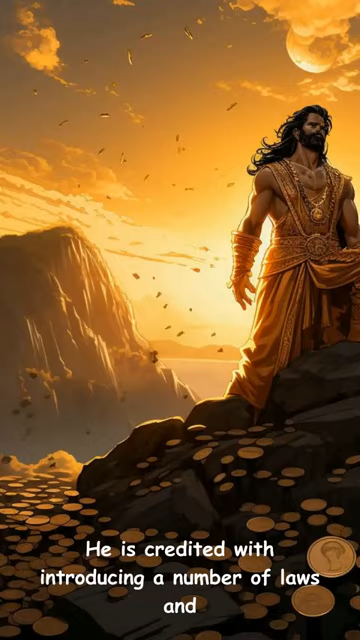 He is credited with
introducing a number of laws
and